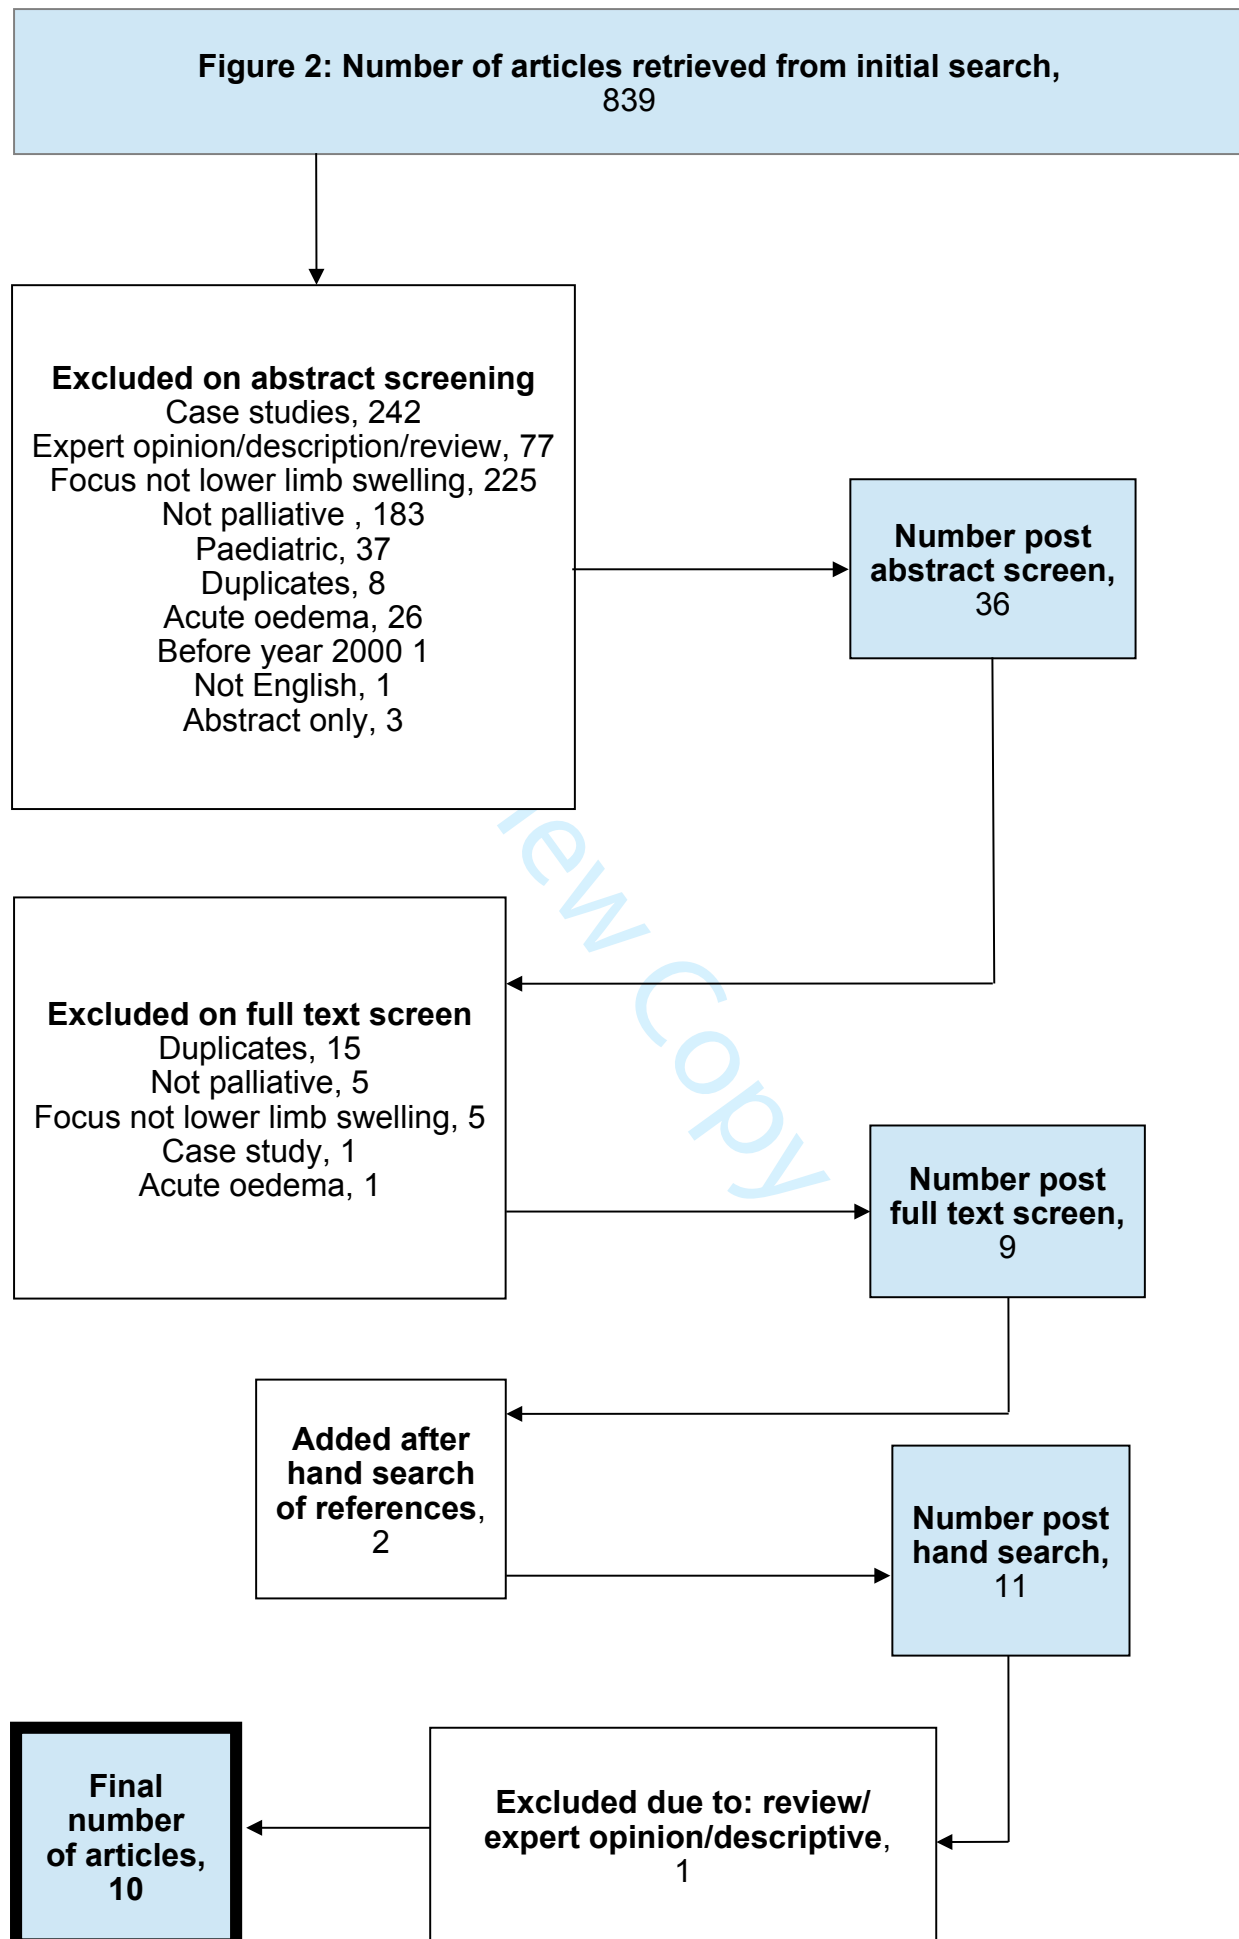 Figure 2: Number of articles retrieved from initial search,
839
Excluded on abstract screening
Case studies, 242
Expert opinion/description/review, 77
Focus not lower limb swelling, 225
Not palliative , 183
Paediatric, 37
Duplicates, 8
Acute oedema, 26
Before year 2000 1
Not English, 1
Abstract only, 3
Number post
abstract screen,
36
Excluded on full text screen
Duplicates, 15
Not palliative, 5
Focus not lower limb swelling, 5
Case study, 1
Acute oedema, 1
Number post
full text screen,
9
Added after
hand search
of references,
2
Number post
hand search,
11
Excluded due to: review/
expert opinion/descriptive,
1
Final
number
of articles,
10
Copy